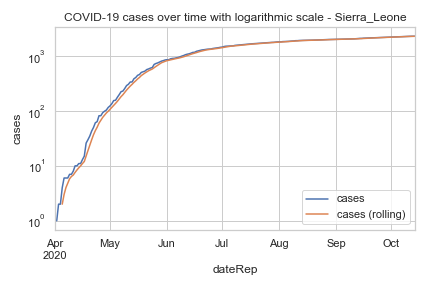 COVID-19 cases over time with logarithmic scale - Sierra_Leone
cases
10³
10²
10¹
10⁰
cases
cases (rolling)
Apr May Jun Jul Aug Sep Oct
2020
dateRep